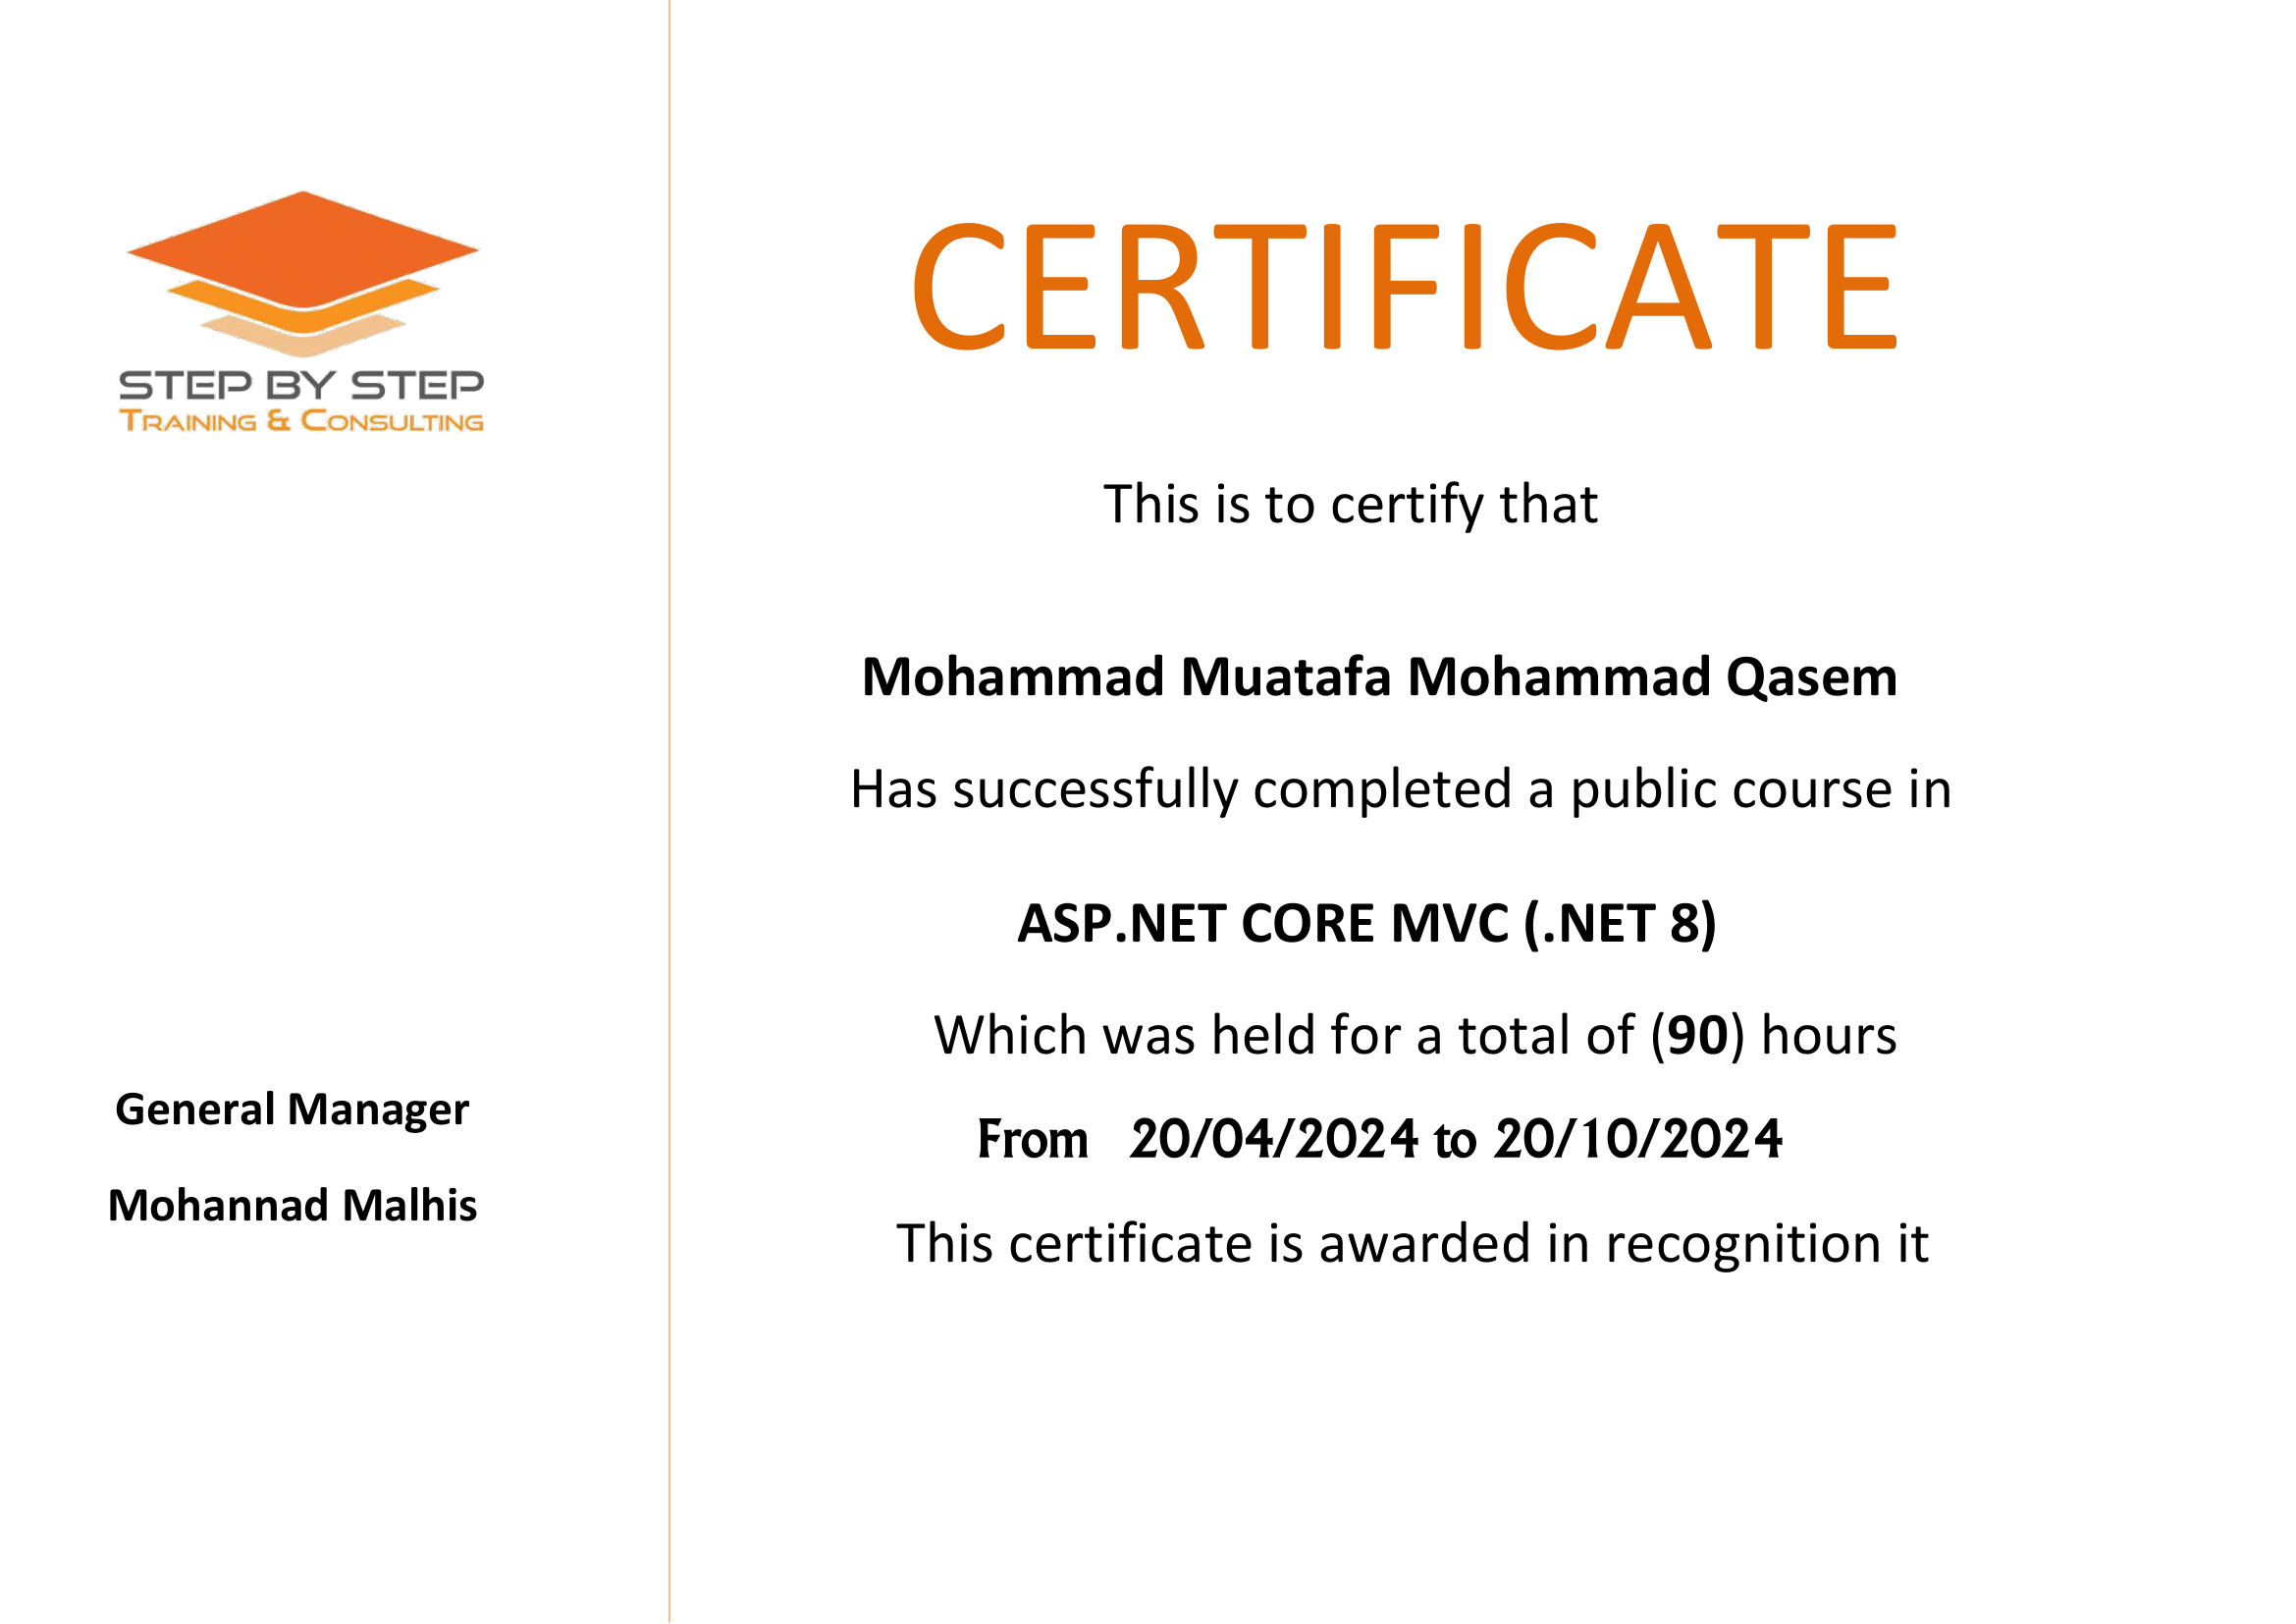 STEP BY STEP
TRAINING & CONSULTING
General Manager
Mohannad Malhis
CERTIFICATE
This is to certify that
Mohammad Muatafa Mohammad Qasem
Has successfully completed a public course in
ASP.NET CORE MVC (.NET 8)
Which was held for a total of (90) hours
From 20/04/2024 to 20/10/2024
This certificate is awarded in recognition it